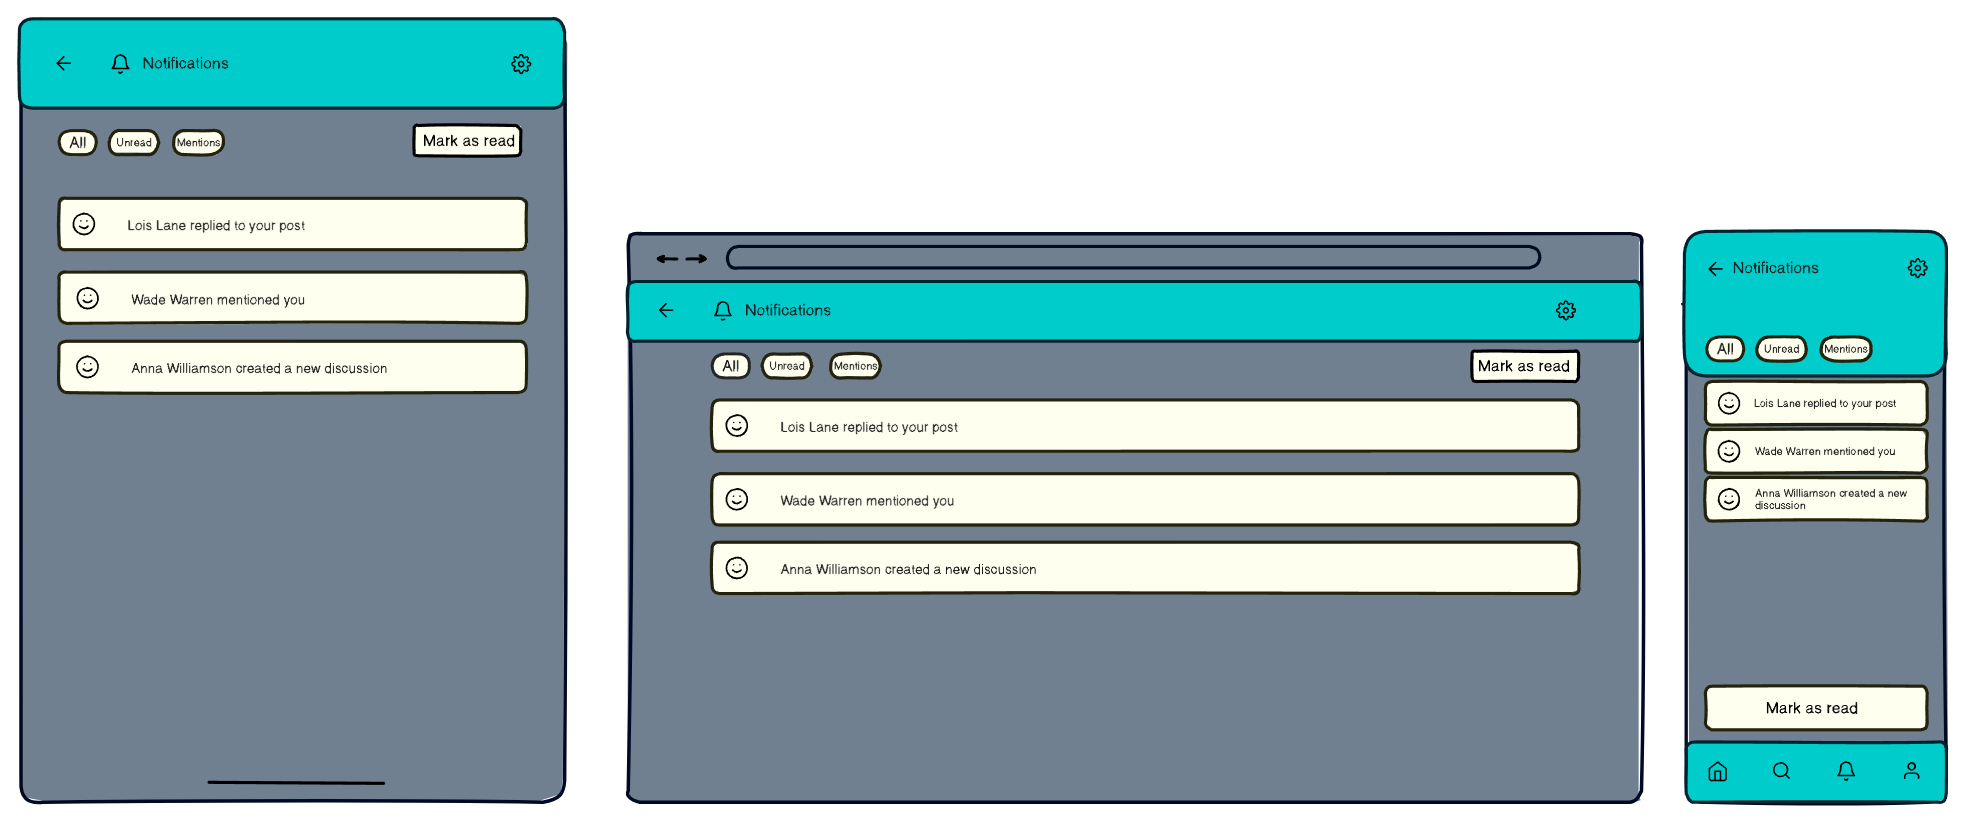 Notifications
All
Unread
Mentions
Mark as read
Lois Lane replied to your post
Wade Warren mentioned you
Anna Williamson created a new discussion
Notifications
All
Unread
Mentions
Mark as read
Lois Lane replied to your post
Wade Warren mentioned you
Anna Williamson created a new discussion
Notifications
All
Unread
Mentions
Lois Lane replied to your post
Wade Warren mentioned you
Anna Williamson created a new
discussion
Mark as read